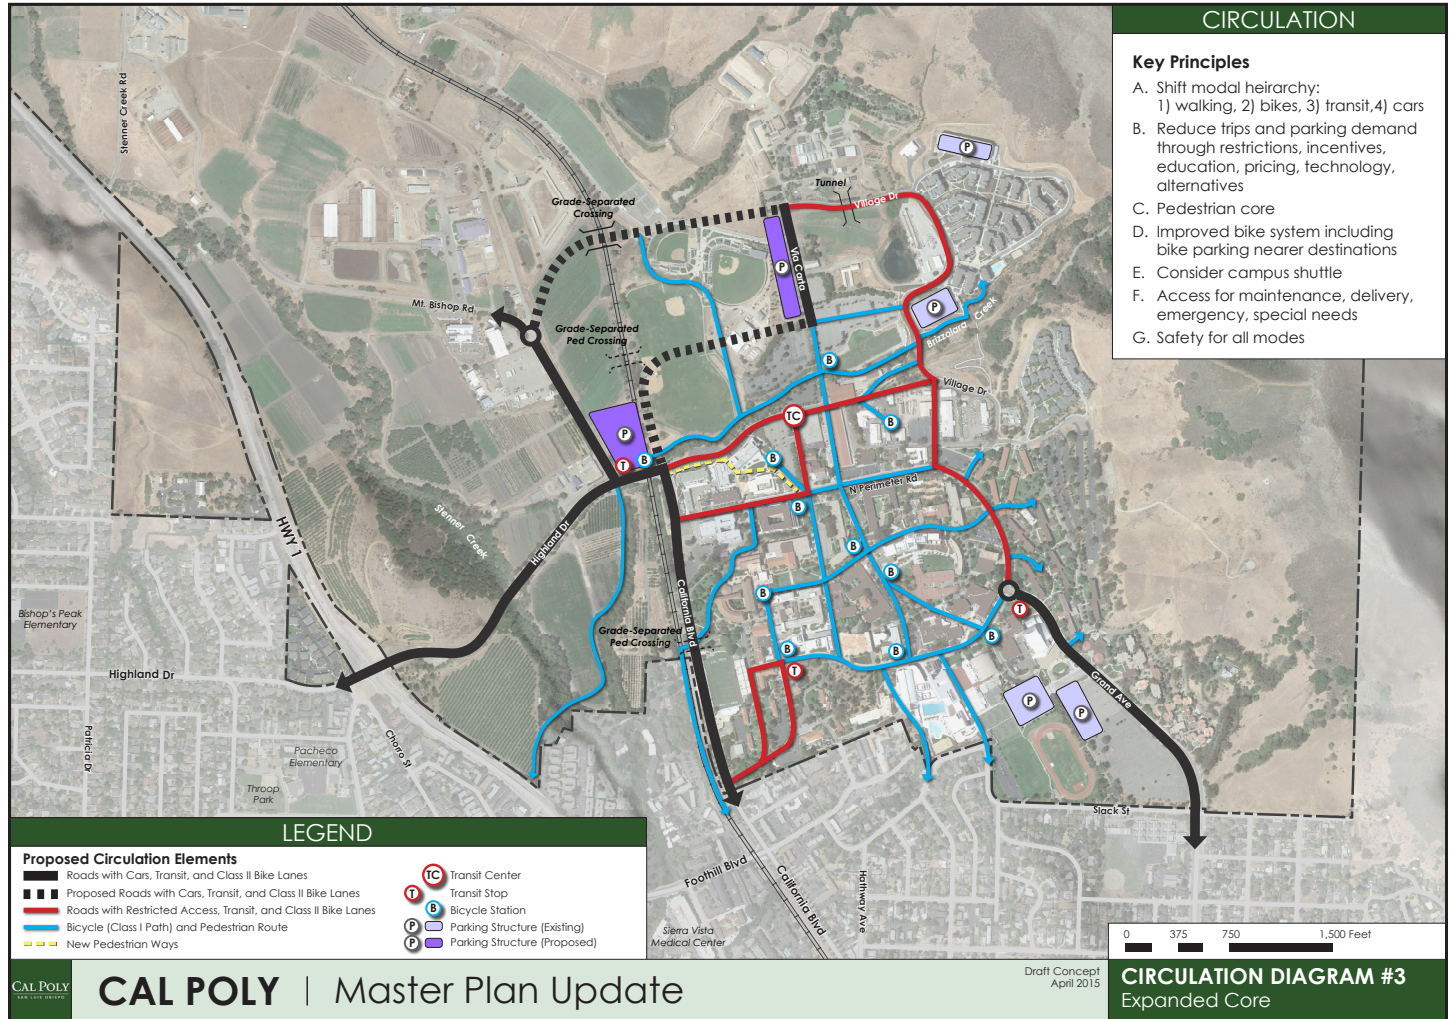 CIRCULATION
Key Principles
A. Shift modal heirarchy:
1) walking, 2) bikes, 3) transit,4) cars
B. Reduce trips and parking demand
through restrictions, incentives,
education, pricing, technology,
alternatives
C. Pedestrian core
D. Improved bike system including
bike parking nearer destinations
E. Consider campus shuttle
F. Access for maintenance, delivery,
emergency, special needs
G. Safety for all modes
Stenner Creek Rd
Grade-Separated
Crossing
Tunnel
Village Dr
P
P
Via Carta
P
Mt. Bishop Rd
Grade-Separated
Ped Crossing
Brizzolara Creek
B
Village Dr
TC
B
P
B
T
B
N Perimeter Rd
B
HWY 1
Stenner Creek
Highland Dr
B
B
B
T
California Blvd
Grade-Separated
Ped Crossing
B
B
B
T
Bishop's Peak
Elementary
Highland Dr
Grand Ave
P
P
Patricia Dr
Pacheco
Elementary
Chorro St
Throop
Park
Slack St
Foothill Blvd
California Blvd
Hathway Ave
Sierra Vista
Medical Center
LEGEND
Proposed Circulation Elements
Roads with Cars, Transit, and Class II Bike Lanes
Proposed Roads with Cars, Transit, and Class II Bike Lanes
Roads with Restricted Access, Transit, and Class II Bike Lanes
Bicycle (Class I Path) and Pedestrian Route
New Pedestrian Ways
TC Transit Center
T Transit Stop
B Bicycle Station
P Parking Structure (Existing)
P Parking Structure (Proposed)
0 375 750 1,500 Feet
CAL POLY
SAN LUIS OBISPO
CAL POLY | Master Plan Update
Draft Concept
April 2015
CIRCULATION DIAGRAM #3
Expanded Core